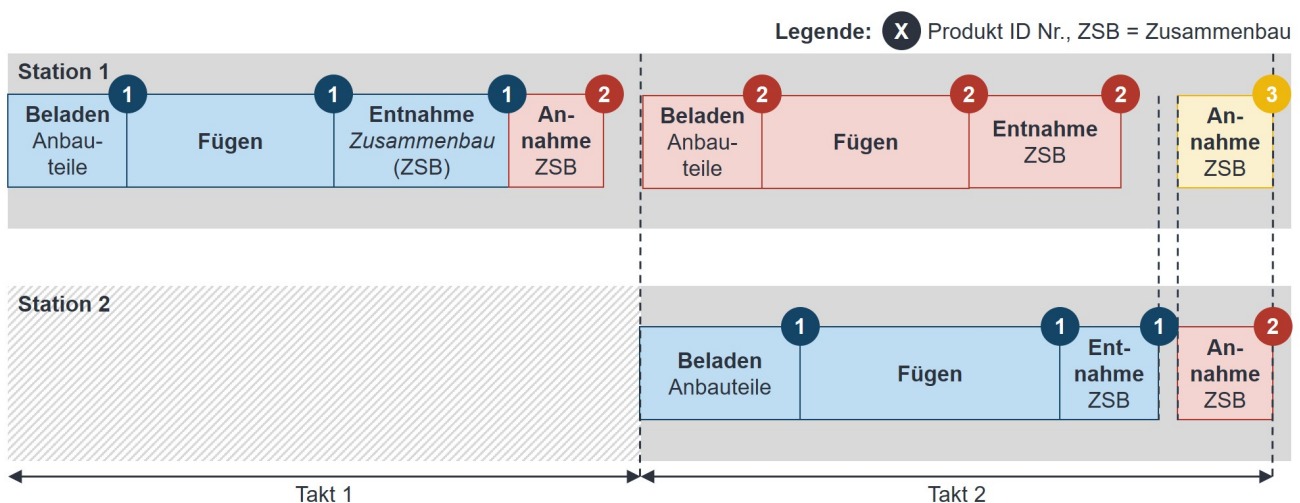 Legende: X Produkt ID Nr., ZSB = Zusammenbau
Station 1
1
1
1
2
2
2
2
3
Beladen
Anbau-
teile
Fügen
Entnahme
Zusammenbau
(ZSB)
An-
nahme
ZSB
Beladen
Anbau-
teile
Fügen
Entnahme
ZSB
An-
nahme
ZSB
Station 2
1
1
1
2
Beladen
Anbauteile
Fügen
Ent-
nahme
ZSB
An-
nahme
ZSB
Takt 1
Takt 2